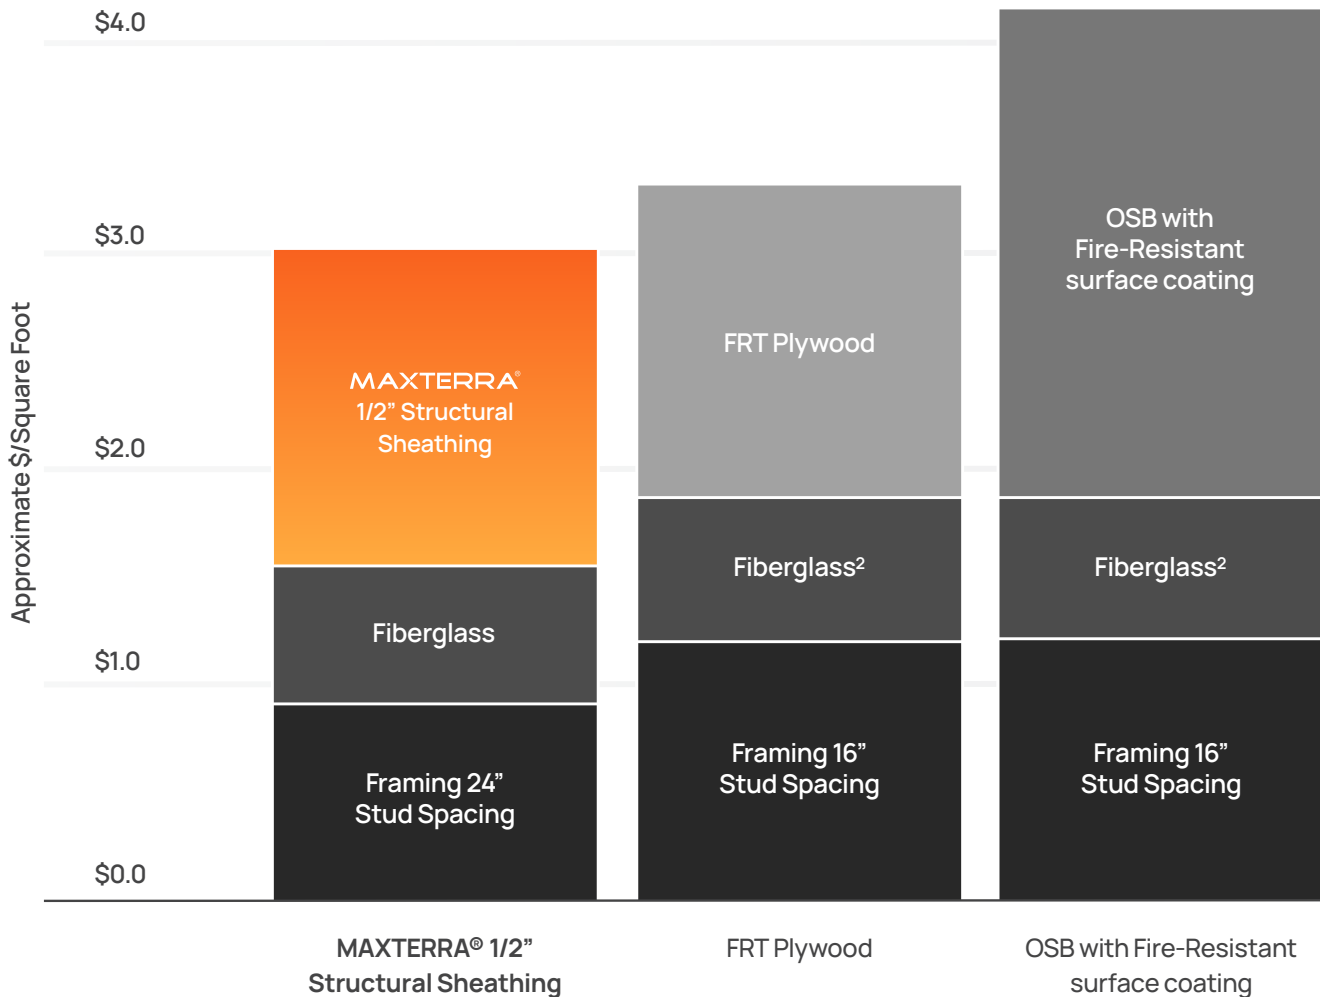 $4.0
$3.0
$2.0
$1.0
$0.0
Approximate $/Square Foot
MAXTERRA®
1/2” Structural
Sheathing
Fiberglass
Framing 24”
Stud Spacing
FRT Plywood
Fiberglass²
Framing 16”
Stud Spacing
OSB with
Fire-Resistant
surface coating
Fiberglass²
Framing 16”
Stud Spacing
MAXTERRA® 1/2”
Structural Sheathing
FRT Plywood
OSB with Fire-Resistant
surface coating